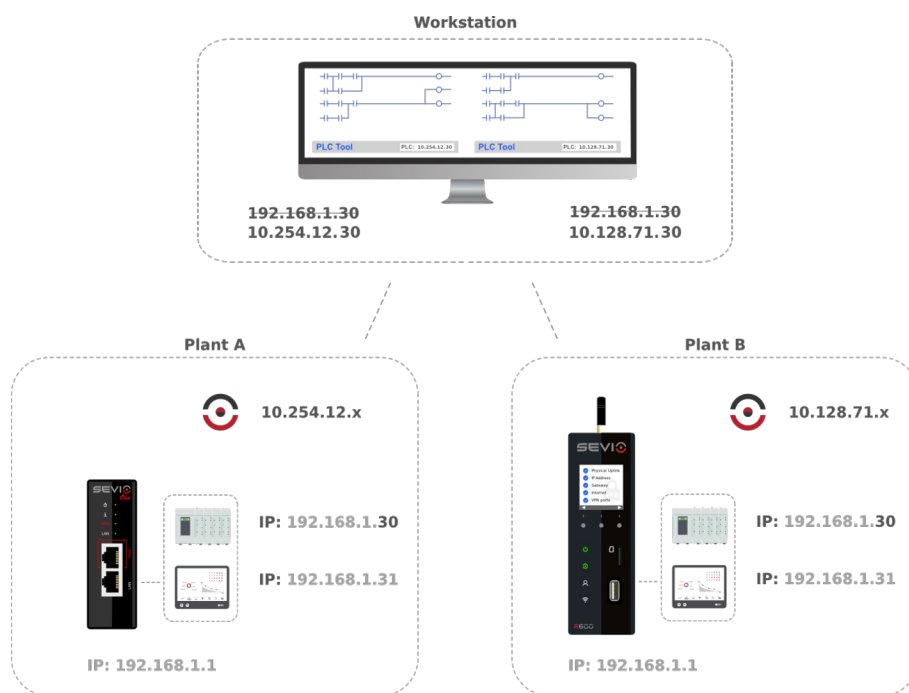 Workstation
PLC Tool
PLC: 10.254.12.30
PLC Tool
PLC: 10.128.71.30
192.168.1.30
10.254.12.30
192.168.1.30
10.128.71.30
Plant A
10.254.12.x
SEVIO
LAN
IP: 192.168.1.30
IP: 192.168.1.31
IP: 192.168.1.1
Plant B
10.128.71.x
SEVIO
Physical Uplink
IP Address
Gateway
Internet
VPN ports
IP: 192.168.1.30
IP: 192.168.1.31
IP: 192.168.1.1